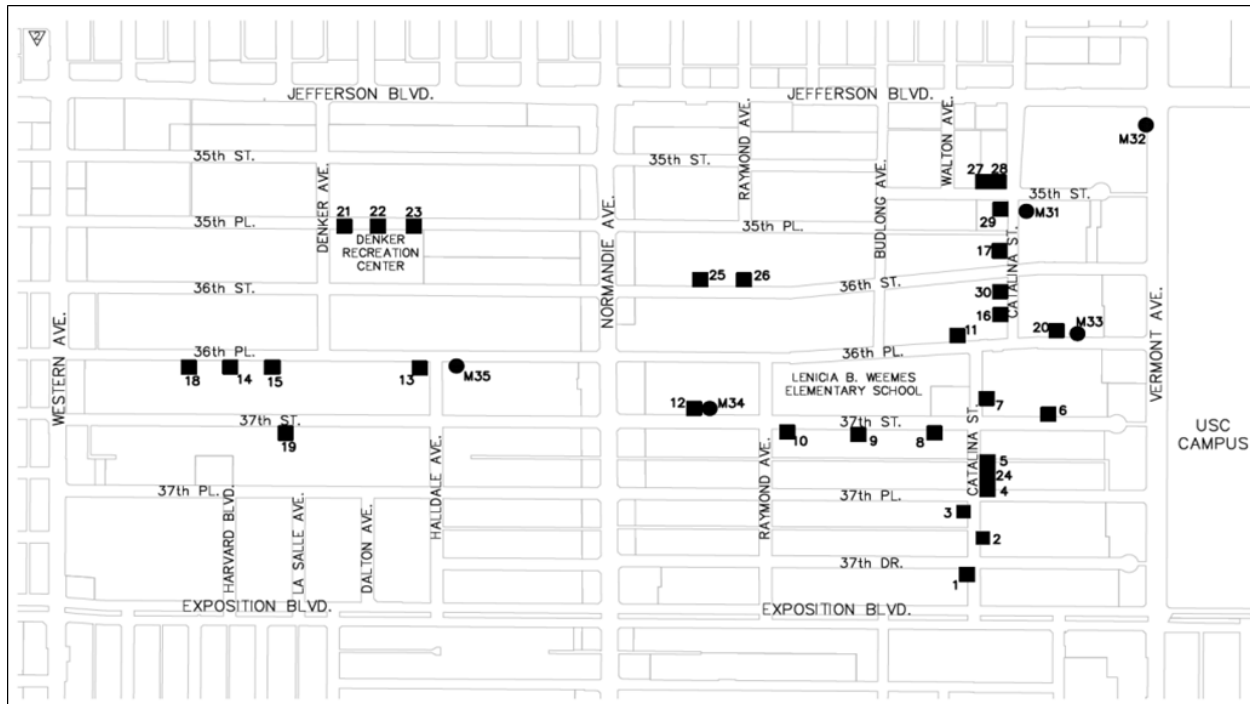 2
JEFFERSON BLVD.
JEFFERSON BLVD.
M32
35th ST.
35th ST.
RAYMOND AVE.
BUDLONG AVE.
WALTON AVE.
27 28
35th ST.
DENKER AVE.
21 22 23
29
M31
35th PL.
35th PL.
DENKER
RECREATION
CENTER
NORMANDIE AVE.
17
CATALINA ST.
25 26
36th ST.
36th ST.
30
16
VERMONT AVE.
WESTERN AVE.
11
20
M33
36th PL.
36th PL.
18 14 15
13
M35
LENICIA B. WEEMES
ELEMENTARY SCHOOL
7
12
M34
6
37th ST.
37th ST.
19
10 9 8
CATALINA ST.
USC
CAMPUS
5
24
4
37th PL.
37th PL.
HARVARD BLVD.
LA SALLE AVE.
DALTON AVE.
HALLDALE AVE.
RAYMOND AVE.
3
2
37th DR.
1
EXPOSITION BLVD.
EXPOSITION BLVD.